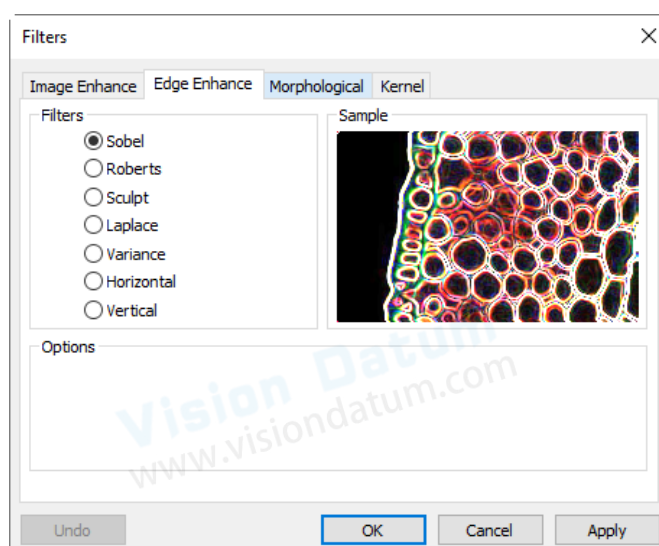 Filters
Image Enhance Edge Enhance Morphological Kernel
Filters
Sobel
Roberts
Sculpt
Laplace
Variance
Horizontal
Vertical
Sample
Options
Vision Datum
www.visiondatum.com
Undo OK Cancel Apply